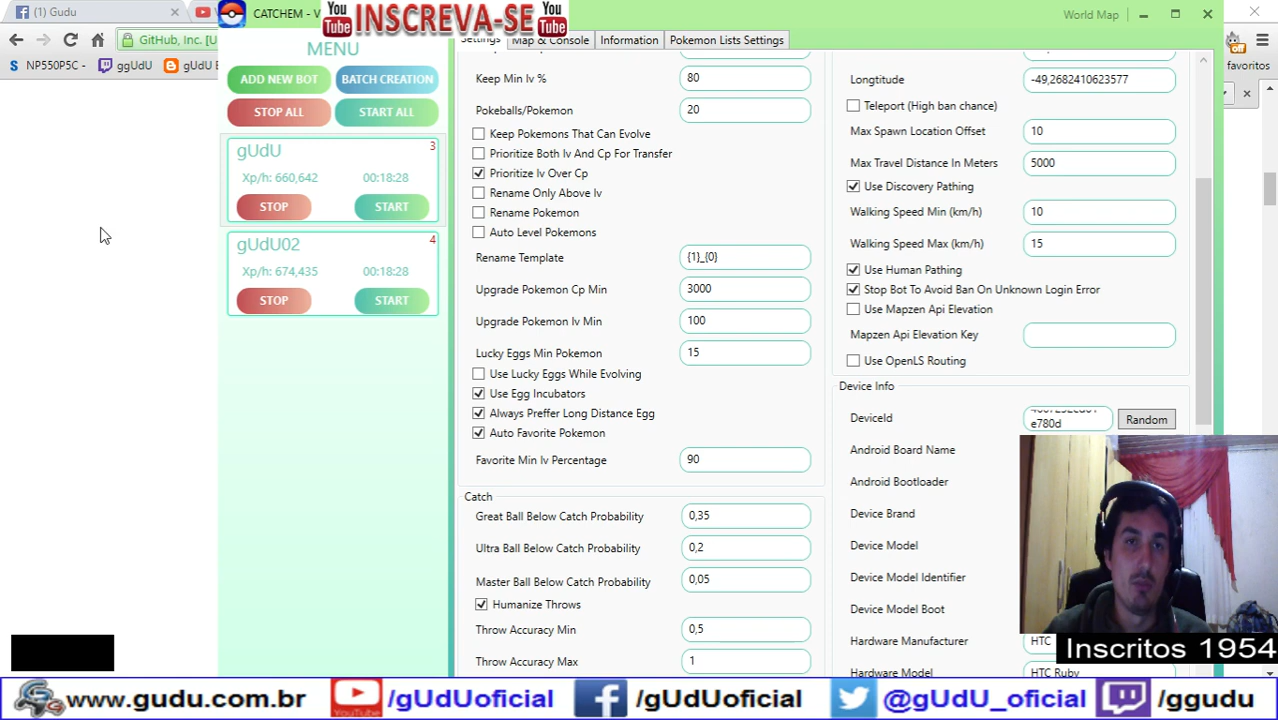 (1) Gudu
CATCHEM - V
You Tube INSCREVA-SE You Tube
World Map
GitHub, Inc. [U
NP550P5C -
ggUdU
gUdU E
favoritos
off
MENU
ADD NEW BOT
BATCH CREATION
STOP ALL
START ALL
gUdU
3
Xp/h: 660,642
00:18:28
STOP
START
gUdU02
4
Xp/h: 674,435
00:18:28
STOP
START
Settings
Map & Console
Information
Pokemon Lists Settings
Keep Min Iv %
80
Pokeballs/Pokemon
20
Keep Pokemons That Can Evolve
Prioritize Both Iv And Cp For Transfer
Prioritize Iv Over Cp
Rename Only Above Iv
Rename Pokemon
Auto Level Pokemons
Rename Template
{1}_{0}
Upgrade Pokemon Cp Min
3000
Upgrade Pokemon Iv Min
100
Lucky Eggs Min Pokemon
15
Use Lucky Eggs While Evolving
Use Egg Incubators
Always Preffer Long Distance Egg
Auto Favorite Pokemon
Favorite Min Iv Percentage
90
Catch
Great Ball Below Catch Probability
0,35
Ultra Ball Below Catch Probability
0,2
Master Ball Below Catch Probability
0,05
Humanize Throws
Throw Accuracy Min
0,5
Throw Accuracy Max
1
Longtitude
-49,2682410623577
Teleport (High ban chance)
Max Spawn Location Offset
10
Max Travel Distance In Meters
5000
Use Discovery Pathing
Walking Speed Min (km/h)
10
Walking Speed Max (km/h)
15
Use Human Pathing
Stop Bot To Avoid Ban On Unknown Login Error
Use Mapzen Api Elevation
Mapzen Api Elevation Key
Use OpenLS Routing
Device Info
DeviceId
e780d
Random
Android Board Name
Android Bootloader
Device Brand
Device Model
Device Model Identifier
Device Model Boot
Hardware Manufacturer
HTC
Hardware Model
HTC Ruby
Inscritos 1954
www.gudu.com.br
YouTube
/gUdUoficial
/gUdUoficial
@gUdU_oficial
/ggudu